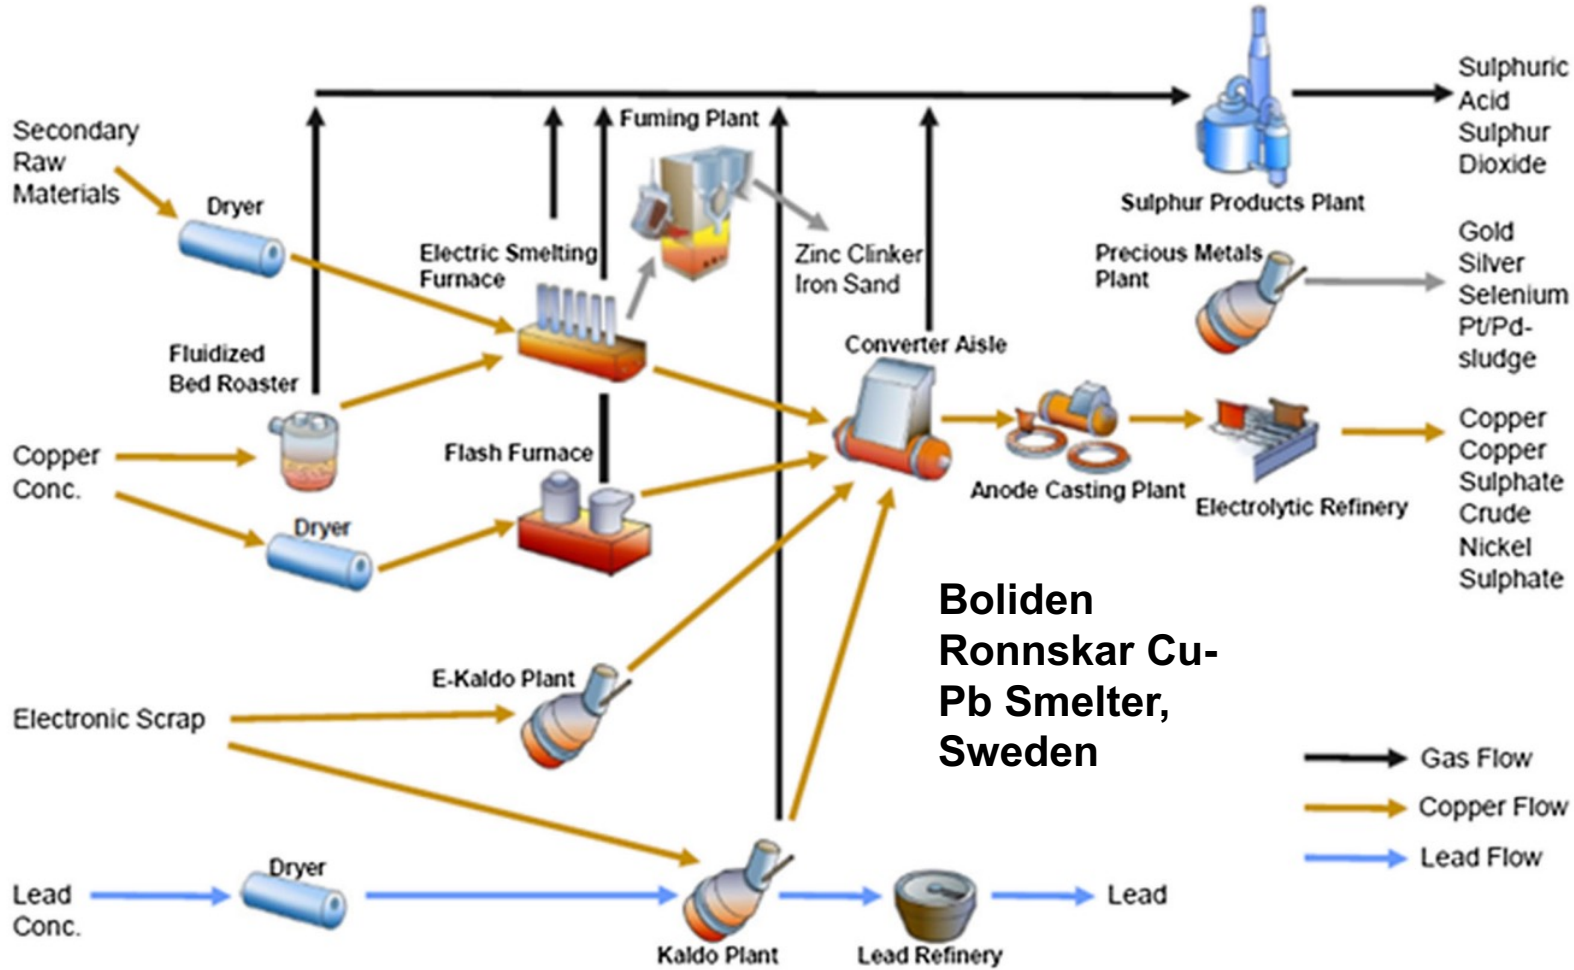 Secondary
Raw
Materials
Dryer
Fluidized
Bed Roaster
Copper
Conc.
Dryer
Electric Smelting
Furnace
Fuming Plant
Zinc Clinker
Iron Sand
Flash Furnace
Converter Aisle
Anode Casting Plant
Electrolytic Refinery
Sulphur Products Plant
Precious Metals
Plant
Sulphuric
Acid
Sulphur
Dioxide
Gold
Silver
Selenium
Pt/Pd-
sludge
Copper
Copper
Sulphate
Crude
Nickel
Sulphate
E-Kaldo Plant
Electronic Scrap
Boliden
Ronnskar Cu-
Pb Smelter,
Sweden
Gas Flow
Copper Flow
Lead Flow
Lead
Conc.
Dryer
Kaldo Plant
Lead Refinery
Lead